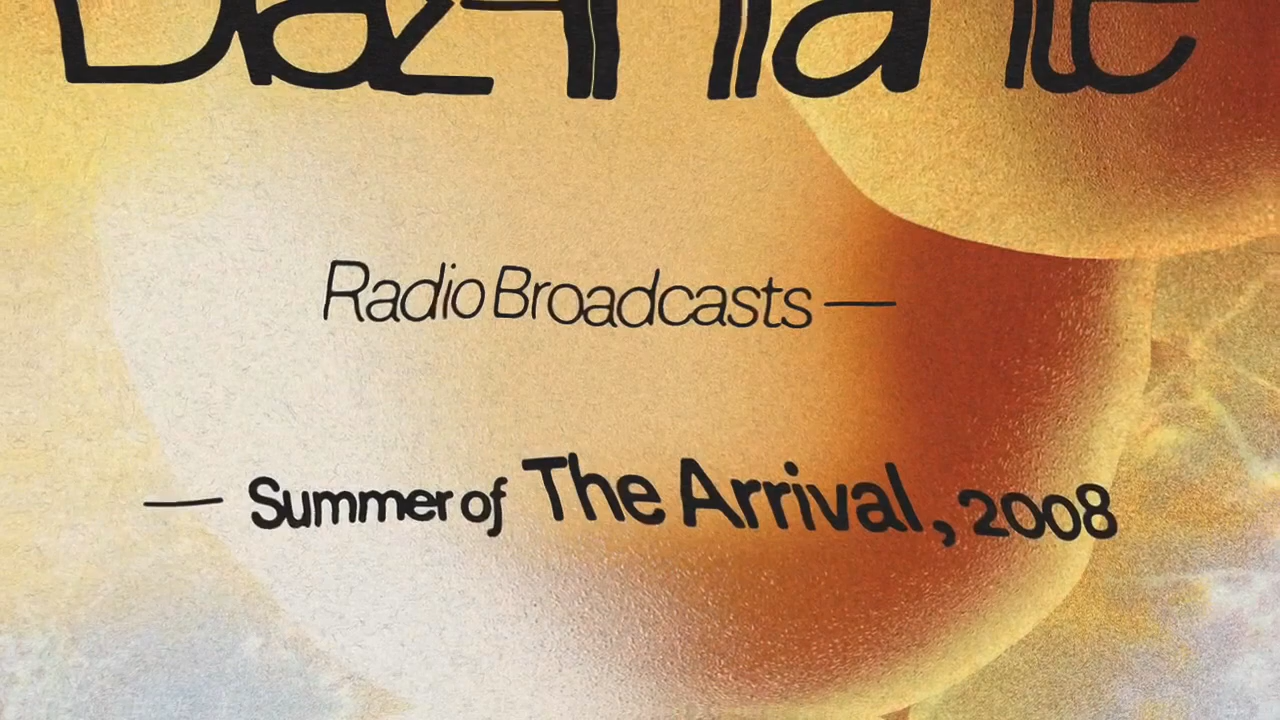 Radio Broadcasts —
— Summer of The Arrival, 2008